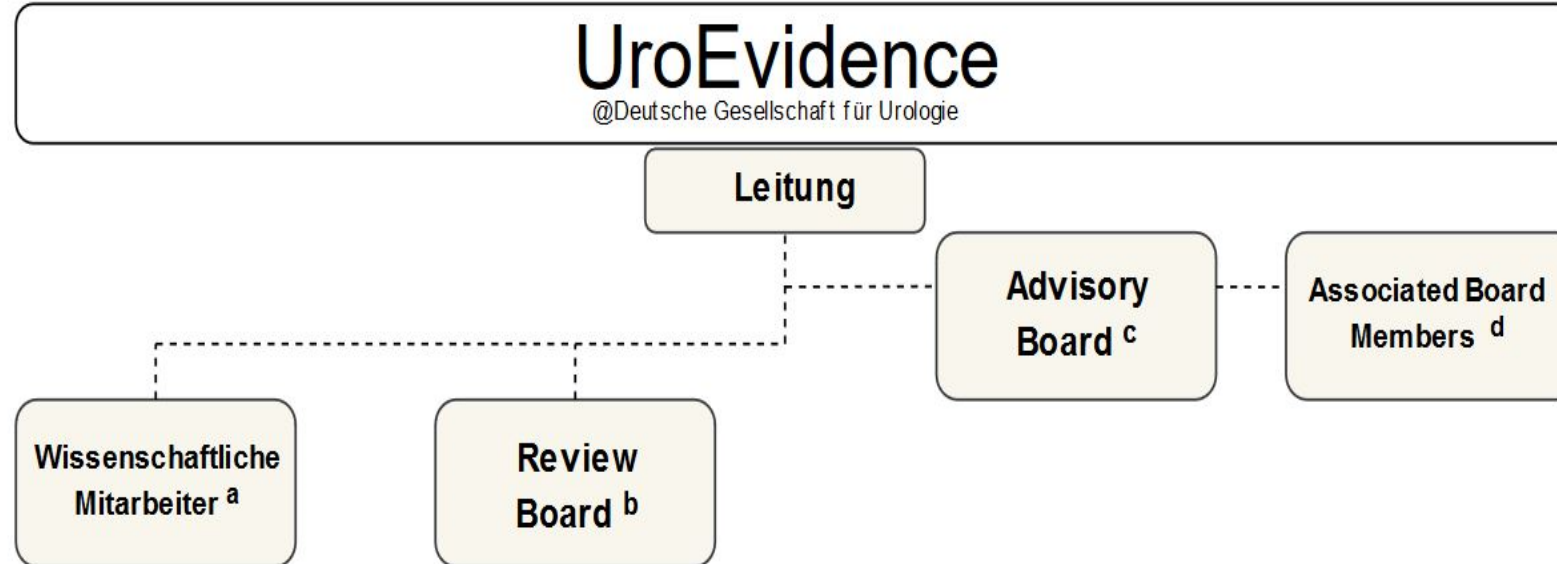 UroEvidence
@Deutsche Gesellschaft für Urologie
Leitung
Advisory
Board c
Associated Board
Members d
Wissenschaftliche
Mitarbeiter a
Review
Board b